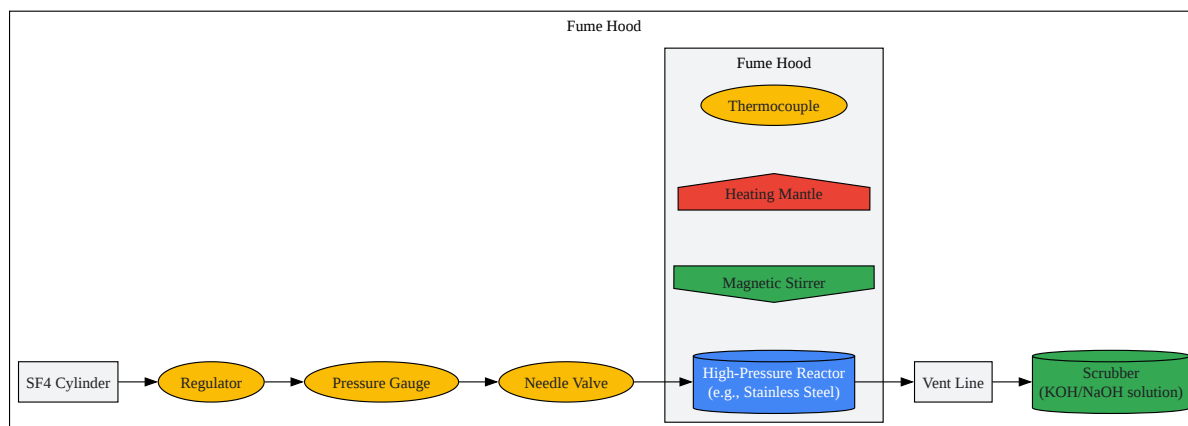 Fume Hood
Fume Hood
Thermocouple
Heating Mantle
Magnetic Stirrer
SF4 Cylinder
Regulator
Pressure Gauge
Needle Valve
High-Pressure Reactor
(e.g., Stainless Steel)
Vent Line
Scrubber
(KOH/NaOH solution)